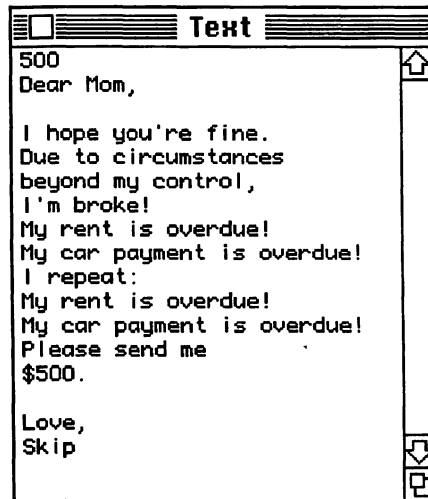 Text
500
Dear Mom,
I hope you're fine.
Due to circumstances
beyond my control,
I'm broke!
My rent is overdue!
My car payment is overdue!
I repeat:
My rent is overdue!
My car payment is overdue!
Please send me
$500.
Love,
Skip